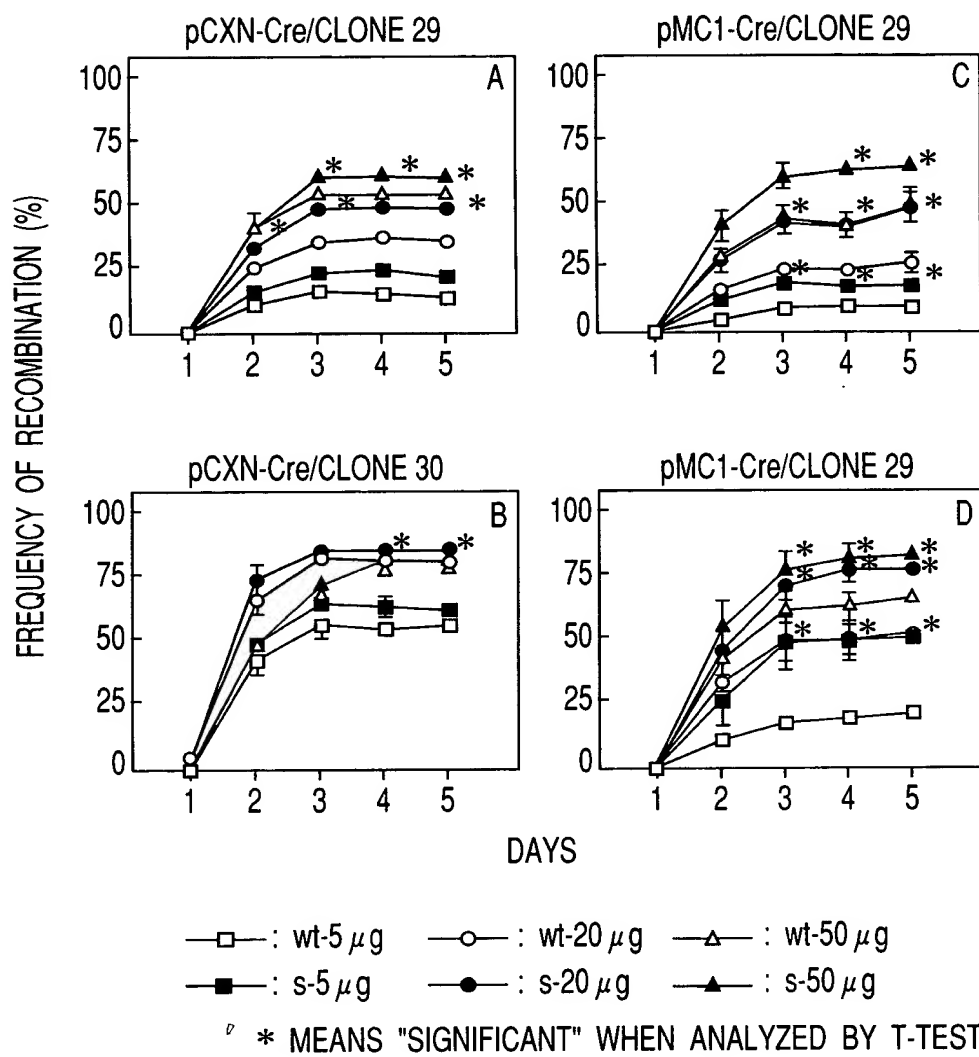 pCXN-Cre/CLONE 29
A
100
75
50
25
0
* * *
* * *
1 2 3 4 5
pMC1-Cre/CLONE 29
C
100
75
50
25
0
* *
* * *
* * *
1 2 3 4 5
FREQUENCY OF RECOMBINATION (%)
pCXN-Cre/CLONE 30
B
100
75
50
25
0
* *
1 2 3 4 5
pMC1-Cre/CLONE 29
D
100
75
50
25
0
* * *
* * *
* * *
1 2 3 4 5
DAYS
: wt-5 μg : wt-20 μg : wt-50 μg
: s-5 μg : s-20 μg : s-50 μg
* MEANS "SIGNIFICANT" WHEN ANALYZED BY T-TEST